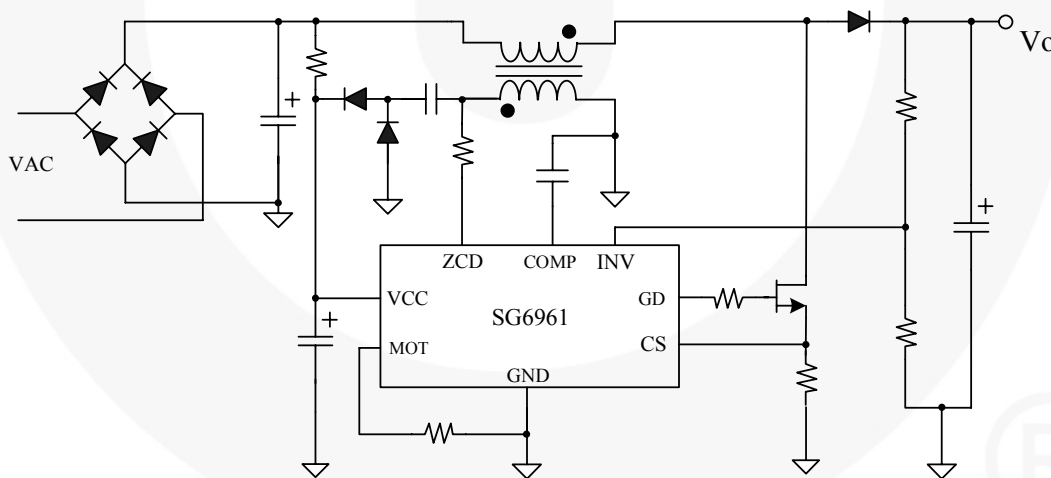 Vo
VAC
+
+
ZCD
COMP
INV
VCC
GD
SG6961
+
MOT
CS
GND
R